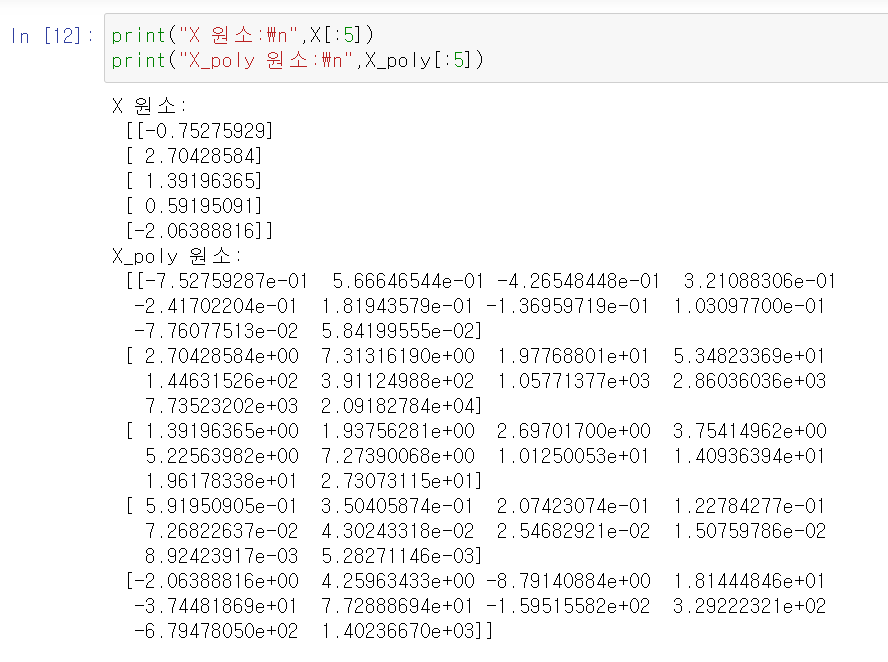 In [12]: print("X 원소:₩n",X[:5])
print("X_poly 원소:₩n",X_poly[:5])
X 원소:
[[-0.75275929]
[ 2.70428584]
[ 1.39196365]
[ 0.59195091]
[-2.06388816]]
X_poly 원소:
[[-7.52759287e-01 5.66646544e-01 -4.26548448e-01 3.21088306e-01
-2.41702204e-01 1.81943579e-01 -1.36959719e-01 1.03097700e-01
-7.76077513e-02 5.84199555e-02]
[ 2.70428584e+00 7.31316190e+00 1.97768801e+01 5.34823369e+01
1.44631526e+02 3.91124988e+02 1.05771377e+03 2.86036036e+03
7.73523202e+03 2.09182784e+04]
[ 1.39196365e+00 1.93756281e+00 2.69701700e+00 3.75414962e+00
5.22563982e+00 7.27390068e+00 1.01250053e+01 1.40936394e+01
1.96178338e+01 2.73073115e+01]
[ 5.91950905e-01 3.50405874e-01 2.07423074e-01 1.22784277e-01
7.26822637e-02 4.30243318e-02 2.54682921e-02 1.50759786e-02
8.92423917e-03 5.28271146e-03]
[-2.06388816e+00 4.25963433e+00 -8.79140884e+00 1.81444846e+01
-3.74481869e+01 7.72888694e+01 -1.59515582e+02 3.29222321e+02
-6.79478050e+02 1.40236670e+03]]